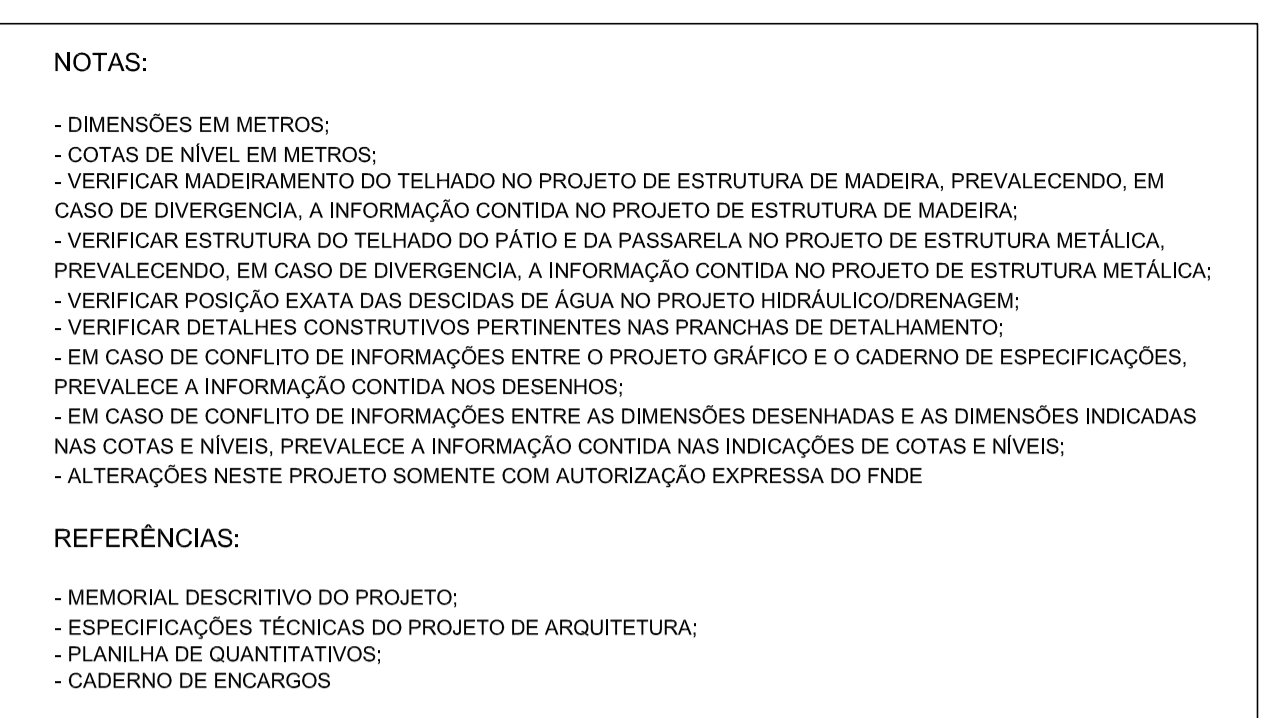 NOTAS:
- DIMENSÕES EM METROS;
- COTAS DE NÍVEL EM METROS;
- VERIFICAR MADEIRAMENTO DO TELHADO NO PROJETO DE ESTRUTURA DE MADEIRA, PREVALECENDO, EM
CASO DE DIVERGENCIA, A INFORMAÇÃO CONTIDA NO PROJETO DE ESTRUTURA DE MADEIRA;
- VERIFICAR ESTRUTURA DO TELHADO DO PÁTIO E DA PASSARELA NO PROJETO DE ESTRUTURA METÁLICA,
PREVALECENDO, EM CASO DE DIVERGENCIA, A INFORMAÇÃO CONTIDA NO PROJETO DE ESTRUTURA METÁLICA;
- VERIFICAR POSIÇÃO EXATA DAS DESCIDAS DE ÁGUA NO PROJETO HIDRÁULICO/DRENAGEM;
- VERIFICAR DETALHES CONSTRUTIVOS PERTINENTES NAS PRANCHAS DE DETALHAMENTO;
- EM CASO DE CONFLITO DE INFORMAÇÕES ENTRE O PROJETO GRÁFICO E O CADERNO DE ESPECIFICAÇÕES,
PREVALECE A INFORMAÇÃO CONTIDA NOS DESENHOS;
- EM CASO DE CONFLITO DE INFORMAÇÕES ENTRE AS DIMENSÕES DESENHADAS E AS DIMENSÕES INDICADAS
NAS COTAS E NÍVEIS, PREVALECE A INFORMAÇÃO CONTIDA NAS INDICAÇÕES DE COTAS E NÍVEIS;
- ALTERAÇÕES NESTE PROJETO SOMENTE COM AUTORIZAÇÃO EXPRESSA DO FNDE
REFERÊNCIAS:
- MEMORIAL DESCRITIVO DO PROJETO;
- ESPECIFICAÇÕES TÉCNICAS DO PROJETO DE ARQUITETURA;
- PLANILHA DE QUANTITATIVOS;
- CADERNO DE ENCARGOS